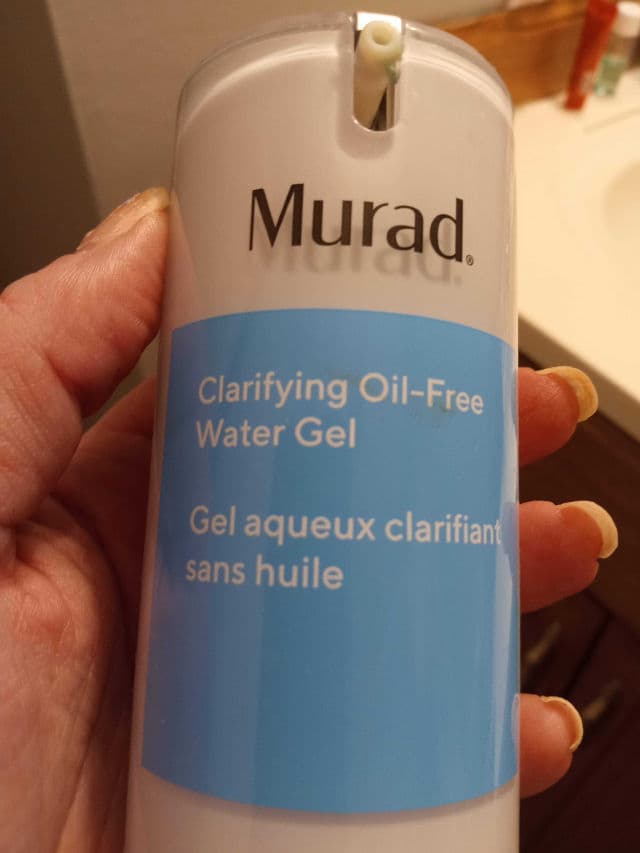 Murad.
Clarifying Oil-Free
Water Gel
Gel aqueux clarifiant
sans huile